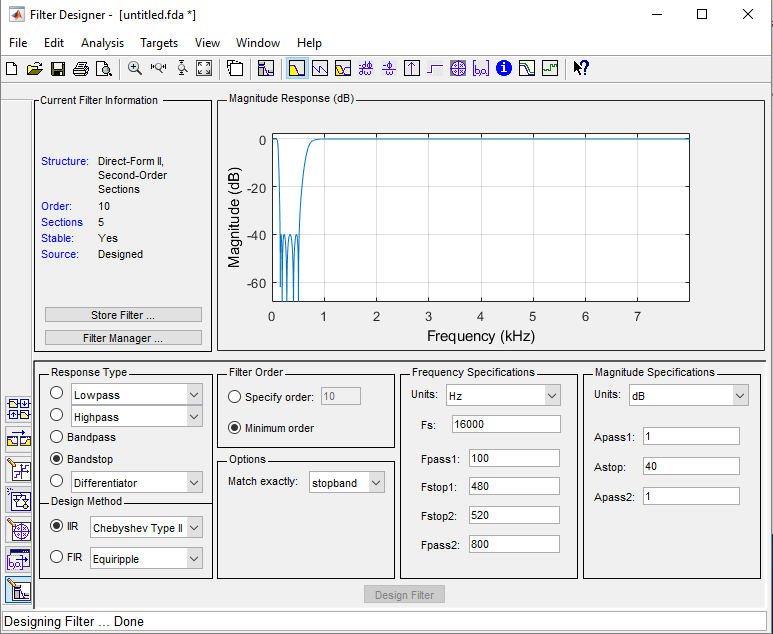 Filter Designer - [untitled.fda *]
File Edit Analysis Targets View Window Help
Current Filter Information
Structure: Direct-Form II,
Second-Order
Sections
Order: 10
Sections 5
Stable: Yes
Source: Designed
Store Filter ...
Filter Manager ...
Magnitude Response (dB)
0
-20
-40
-60
Magnitude (dB)
0 1 2 3 4 5 6 7
Frequency (kHz)
Response Type
Lowpass
Highpass
Bandpass
Bandstop
Differentiator
Design Method
IIR Chebyshev Type II
FIR Equiripple
Filter Order
Specify order: 10
Minimum order
Options
Match exactly: stopband
Frequency Specifications
Units: Hz
Fs: 16000
Fpass1: 100
Fstop1: 480
Fstop2: 520
Fpass2: 800
Magnitude Specifications
Units: dB
Apass1: 1
Astop: 40
Apass2: 1
Design Filter
Designing Filter ... Done